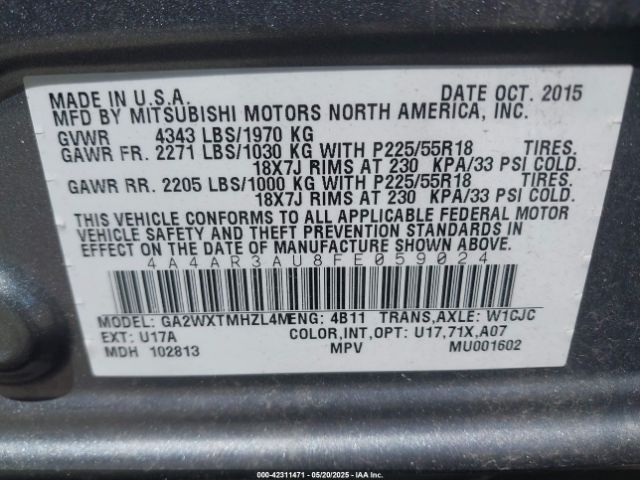 MADE IN U.S.A. DATE OCT. 2015
MFD BY MITSUBISHI MOTORS NORTH AMERICA, INC.
GVWR 4343 LBS/1970 KG
GAWR FR. 2271 LBS/1030 KG WITH P225/55R18 TIRES.
18X7J RIMS AT 230 KPA/33 PSI COLD.
GAWR RR. 2205 LBS/1000 KG WITH P225/55R18 TIRES.
18X7J RIMS AT 230 KPA/33 PSI COLD.
THIS VEHICLE CONFORMS TO ALL APPLICABLE FEDERAL MOTOR
VEHICLE SAFETY AND THEFT PREVENTION STANDARDS IN
EFFECT ON THE DATE OF MANUFACTURE SHOWN ABOVE.
4A4AR3AU8FE059024
MODEL: GA2WXTMHZL4MENG: 4B11 TRANS,AXLE: W1CJC
EXT: U17A COLOR,INT,OPT: U17,71X,A07
MDH 102813 MPV MU001602
000-42311471 — 05/20/2025 — IAA Inc.